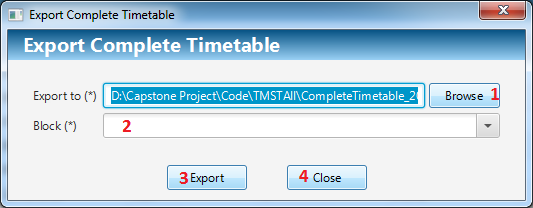 Export Complete Timetable
Export Complete Timetable
Export to (*) D:\Capstone Project\Code\TMSTAll\CompleteTimetable_20 Browse 1
Block (*) 2
3 Export 4 Close